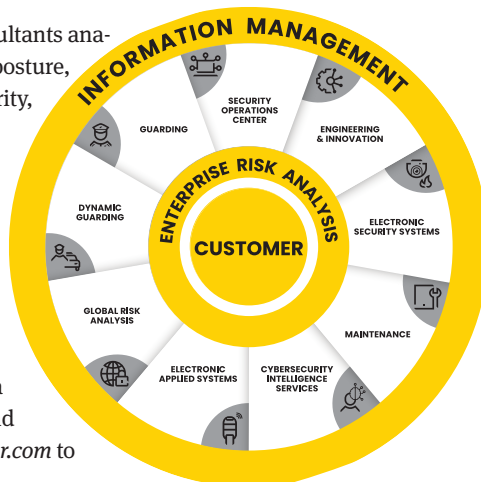 ultants ana-
posture,
rity,
n
d
r.com to
INFORMATION MANAGEMENT
SECURITY
OPERATIONS
CENTER
ENGINEERING
& INNOVATION
ELECTRONIC
SECURITY SYSTEMS
MAINTENANCE
CYBERSECURITY
INTELLIGENCE
SERVICES
ELECTRONIC
APPLIED SYSTEMS
GLOBAL RISK
ANALYSIS
DYNAMIC
GUARDING
GUARDING
ENTERPRISE RISK ANALYSIS
CUSTOMER